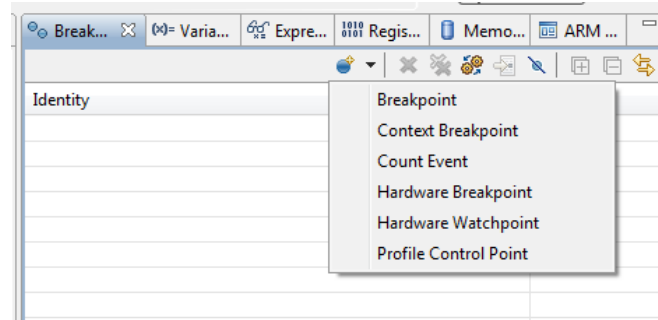 Break... (x)= Varia... Expre... 1010 0101 Regis... Memo... ARM ...
Identity
Breakpoint
Context Breakpoint
Count Event
Hardware Breakpoint
Hardware Watchpoint
Profile Control Point